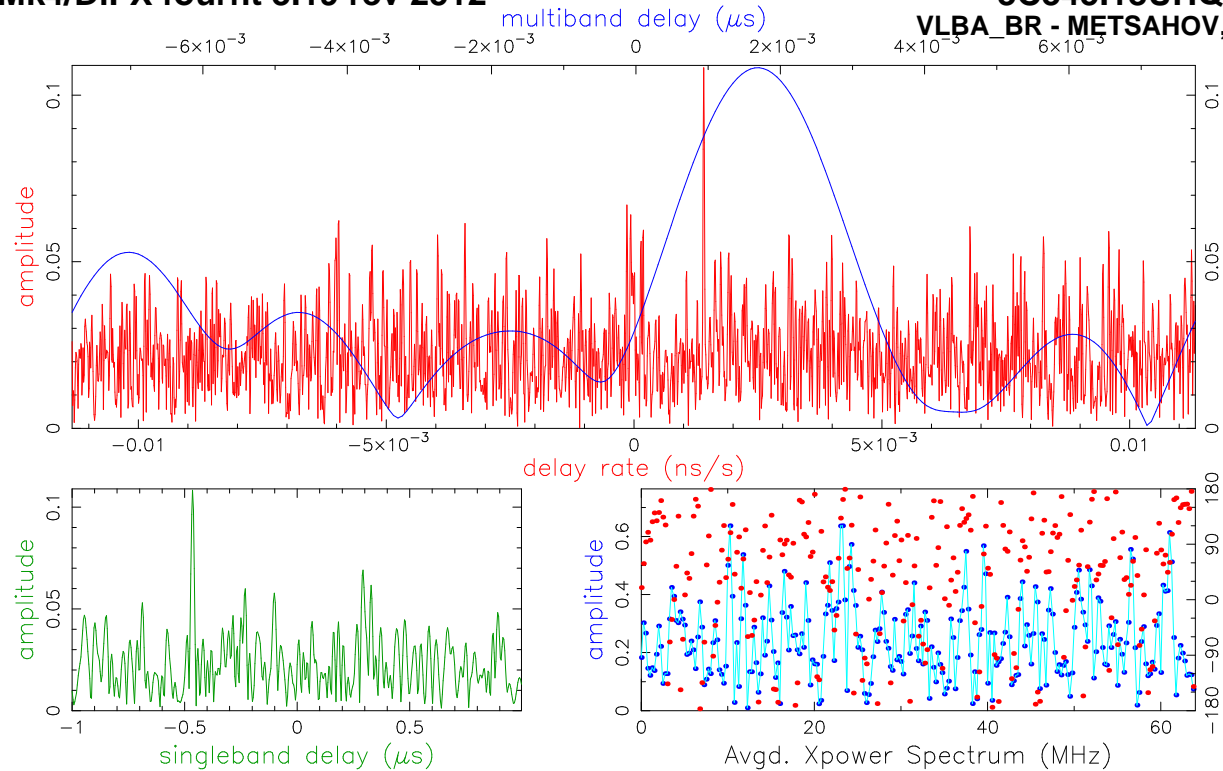 multiband delay (μs)
VLBA_BR - METSAHOV,
−6×10⁻³ −4×10⁻³ −2×10⁻³ 0 2×10⁻³ 4×10⁻³ 6×10⁻³
amplitude
0 0.05 0.1
0 0.05 0.1
−0.01 −5×10⁻³ 0 5×10⁻³ 0.01
delay rate (ns/s)
amplitude
0 0.05 0.1
−1 −0.5 0 0.5
singleband delay (μs)
amplitude
0 0.2 0.4 0.6
−180 −90 0 90 180
0 20 40 60
Avgd. Xpower Spectrum (MHz)